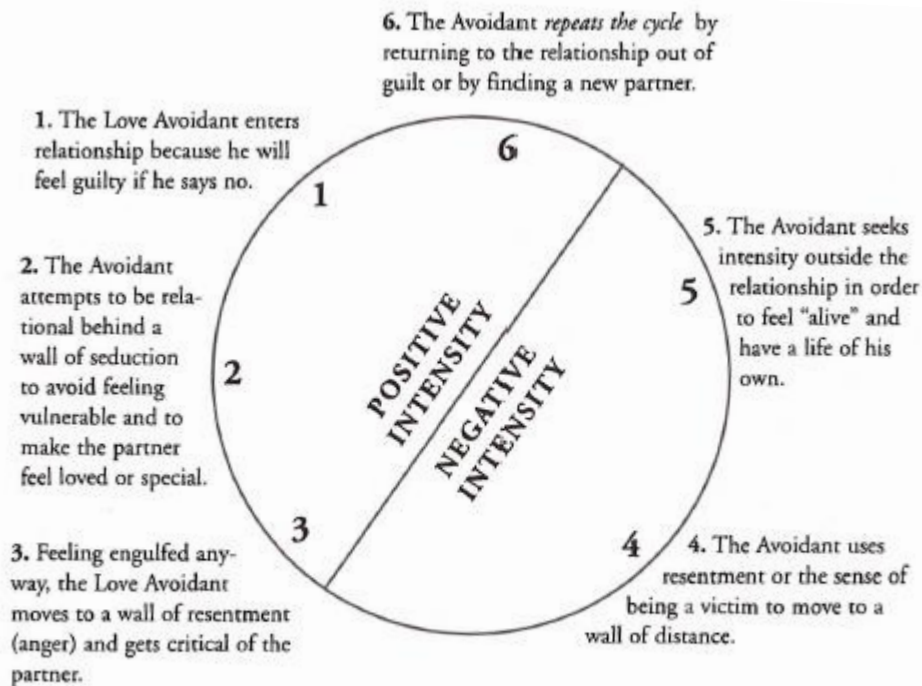 6. The Avoidant repeats the cycle by
returning to the relationship out of
guilt or by finding a new partner.
1. The Love Avoidant enters
relationship because he will
feel guilty if he says no.
6
1
5. The Avoidant seeks
intensity outside the
relationship in order
to feel “alive” and
have a life of his
own.
5
2. The Avoidant
attempts to be rela-
tional behind a
wall of seduction
to avoid feeling
vulnerable and to
make the partner
feel loved or special.
2
POSITIVE
INTENSITY
NEGATIVE
INTENSITY
3
4
3. Feeling engulfed any-
way, the Love Avoidant
moves to a wall of resentment
(anger) and gets critical of the
partner.
4. The Avoidant uses
resentment or the sense of
being a victim to move to a
wall of distance.